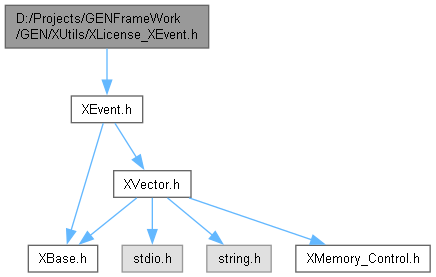 D:/Projects/GENFrameWork
/GEN/XUtils/XLicense_XEvent.h
XEvent.h
XVector.h
XBase.h
stdio.h
string.h
XMemory_Control.h